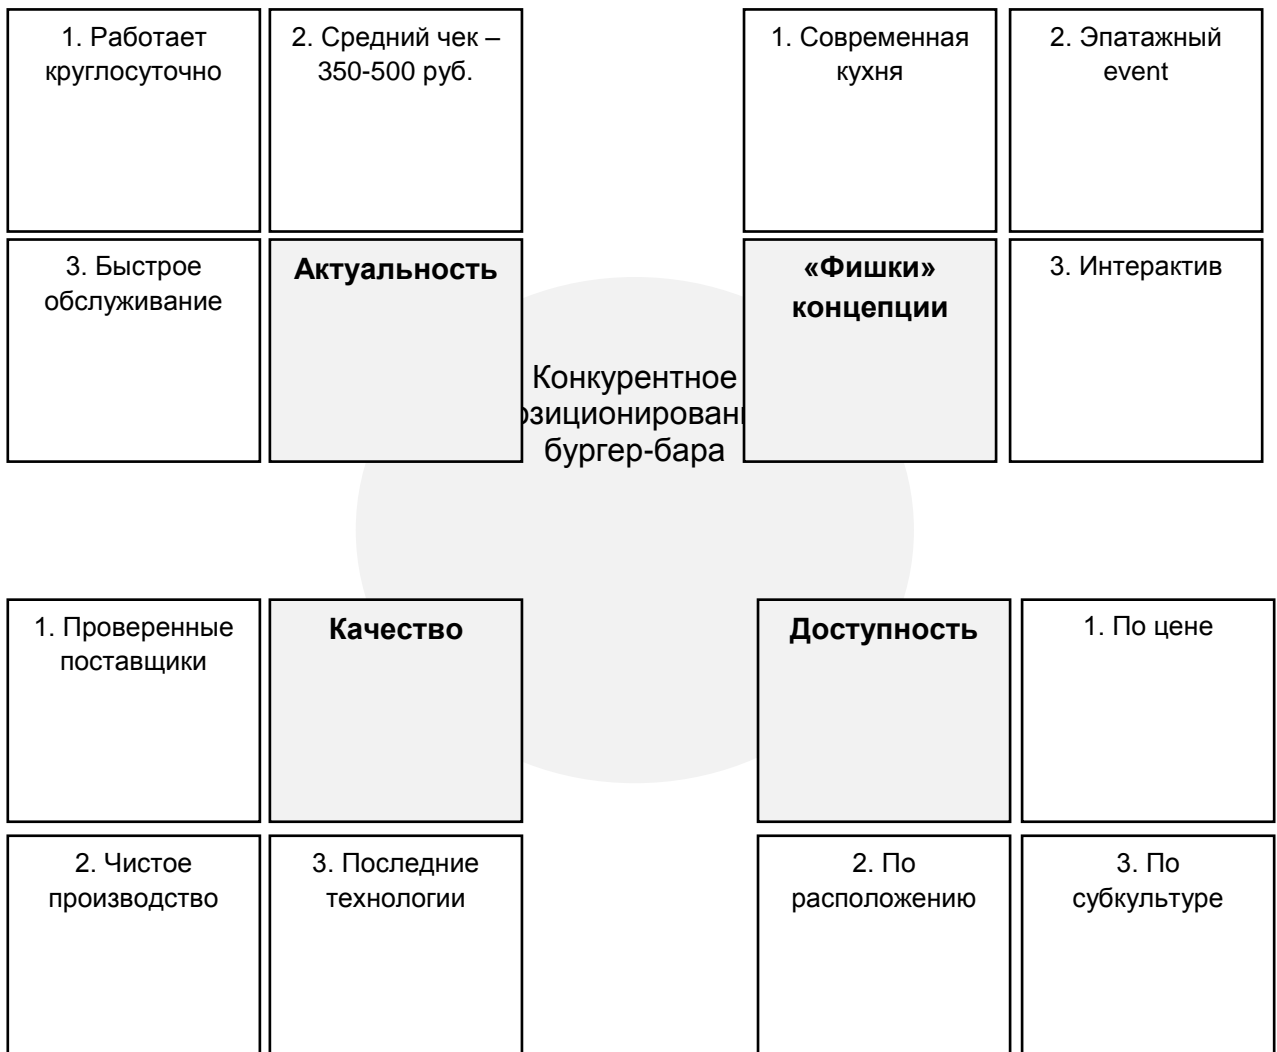 1. Работает
круглосуточно
2. Средний чек –
350-500 руб.
1. Современная
кухня
2. Эпатажный
event
3. Быстрое
обслуживание
Актуальность
«Фишки»
концепции
3. Интерактив
Конкурентное
озиционировани
бургер-бара
1. Проверенные
поставщики
Качество
Доступность
1. По цене
2. Чистое
производство
3. Последние
технологии
2. По
расположению
3. По
субкультуре